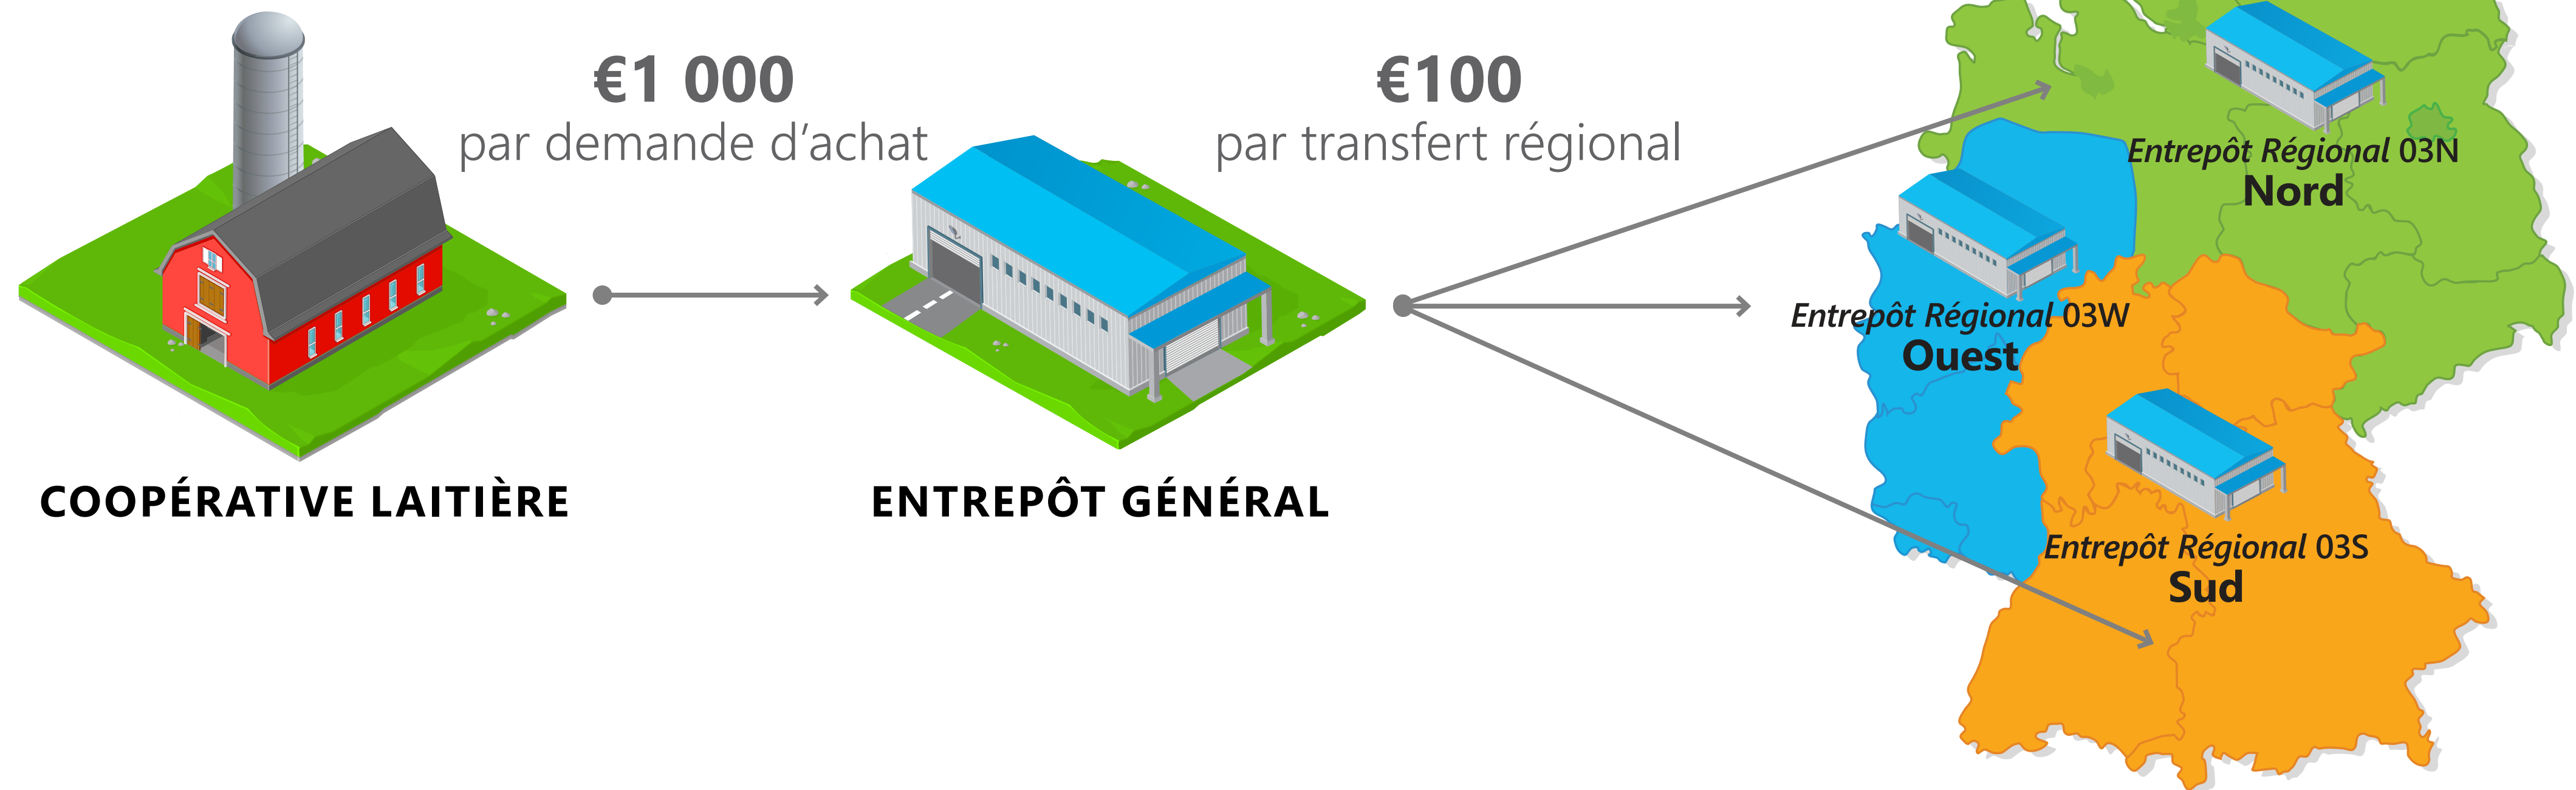 €1 000
par demande d’achat
€100
par transfert régional
Entrepôt Régional 03N
Nord
Entrepôt Régional 03W
Ouest
COOPÉRATIVE LAITIÈRE
ENTREPÔT GÉNÉRAL
Entrepôt Régional 03S
Sud